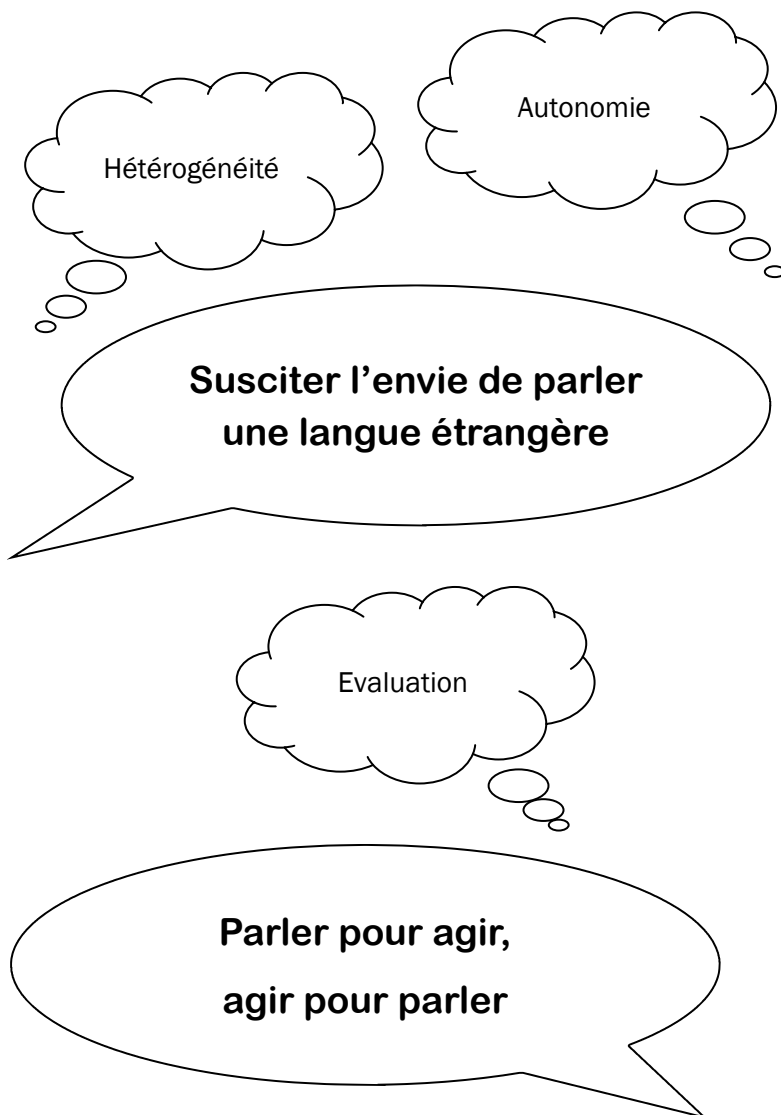 Autonomie
Hétérogénéité
Susciter l’envie de parler
une langue étrangère
Evaluation
Parler pour agir,
agir pour parler